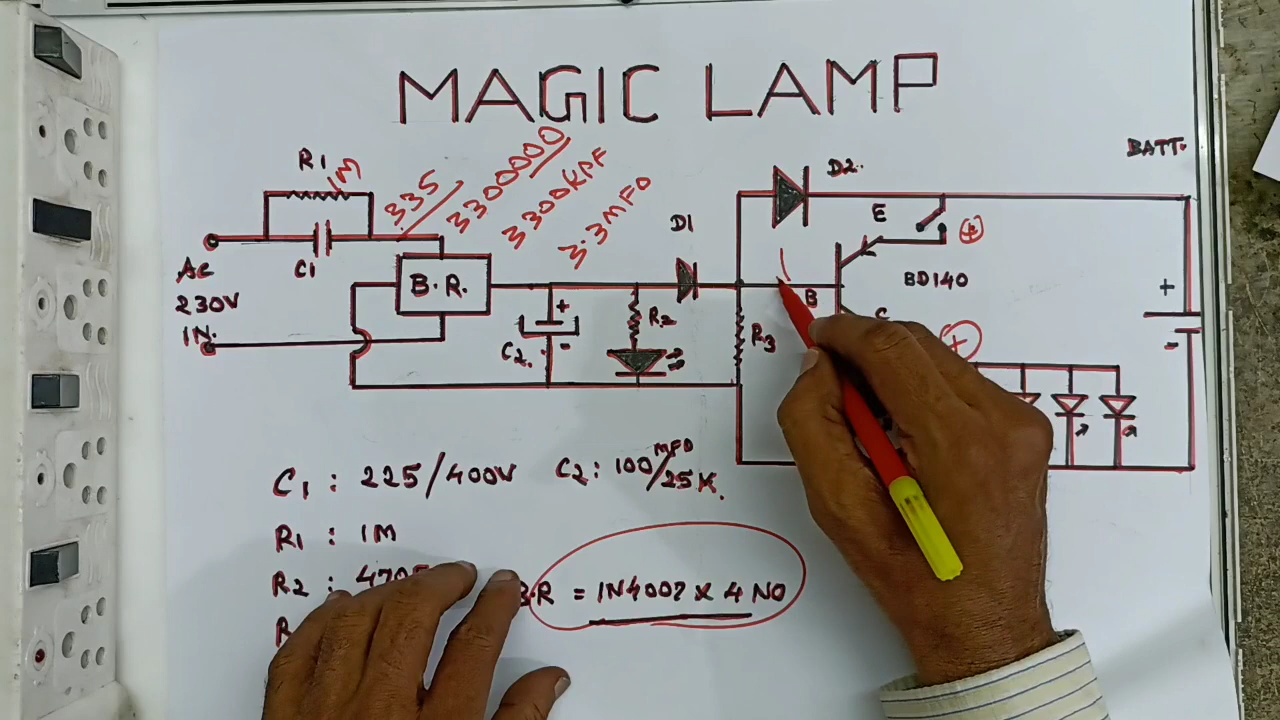 MAGIC LAMP
R1
1M
335
3300000
3300KPF
3.3MFD
D1
D2.
BATT.
AC
230V
IN.
C1
B.R.
+
-
C2.
R2
R3
E
B
C
BD140
+
+
+
-
C1 : 225/400V
C2 : 100MFD/25V.
R1 : 1M
R2 :
B.R = 1N4007 X 4 NO